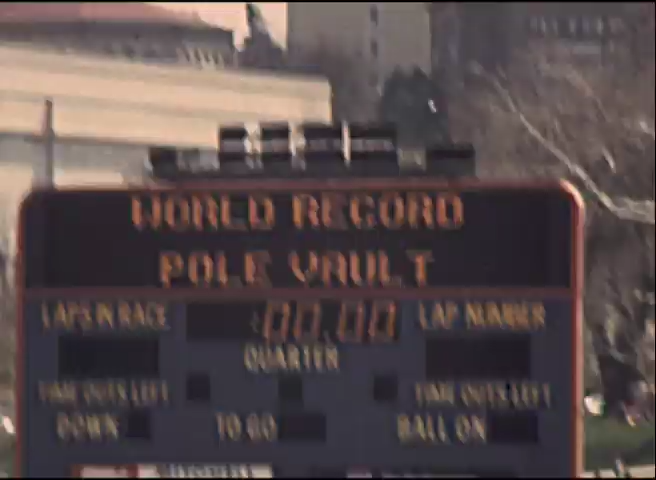 WORLD RECORD
POLE VAULT
LAPS IN RACE :00.00 LAP NUMBER
QUARTER
TIME OUTS LEFT TIME OUTS LEFT
DOWN TO GO BALL ON